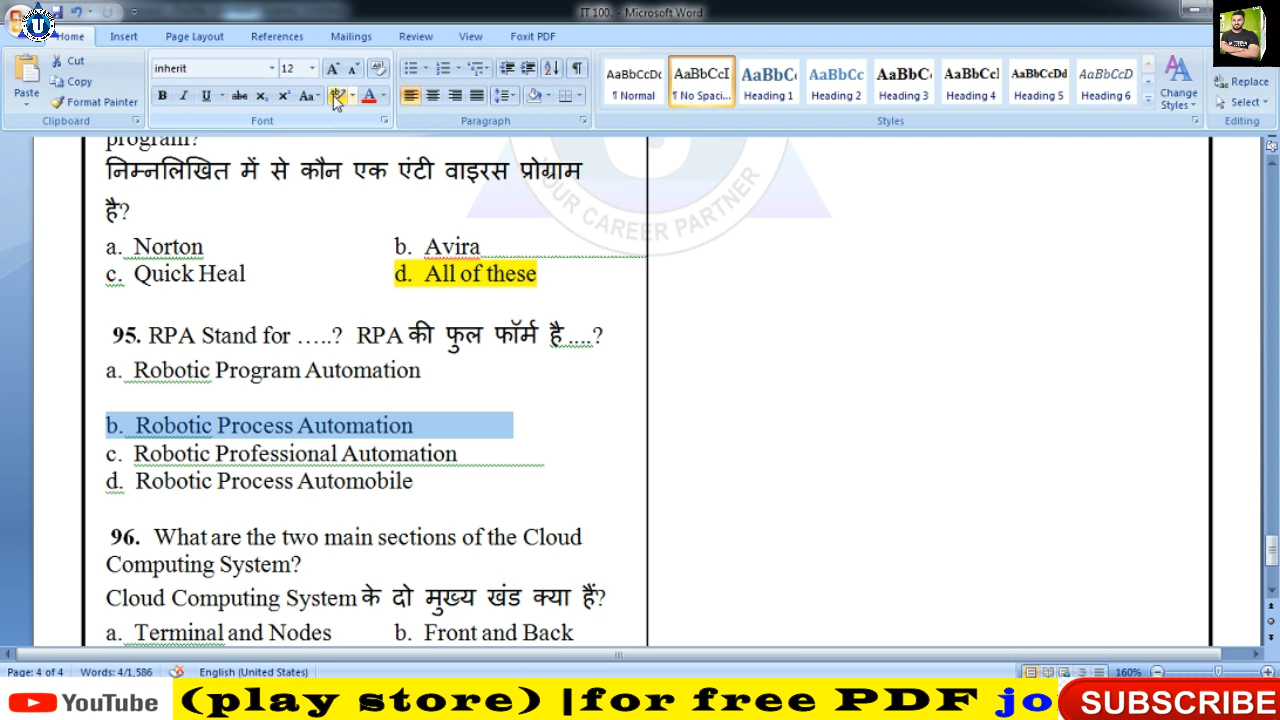 IT 100. - Microsoft Word
Home Insert Page Layout References Mailings Review View Foxit PDF
Paste
Cut
Copy
Format Painter
inherit 12
AaBbCcDc AaBbCcI AaBbC AaBbCc AaBbC AaBbCcI AaBbCcDd AaBbCcD
¶ Normal ¶ No Spaci... Heading 1 Heading 2 Heading 3 Heading 4 Heading 5 Heading 6
Change Styles
Replace
Select
Clipboard Font Paragraph Styles Editing
YOUR CAREER PARTNER
program?
निम्नलिखित में से कौन एक एंटी वाइरस प्रोग्राम
है?
a. Norton b. Avira
c. Quick Heal d. All of these
95. RPA Stand for …..? RPA की फुल फॉर्म है ....?
a. Robotic Program Automation
b. Robotic Process Automation
c. Robotic Professional Automation
d. Robotic Process Automobile
96. What are the two main sections of the Cloud
Computing System?
Cloud Computing System के दो मुख्य खंड क्या हैं?
a. Terminal and Nodes b. Front and Back
Page: 4 of 4 Words: 4/1,586 English (United States) 160%
YouTube (play store) |for free PDF jo SUBSCRIBE